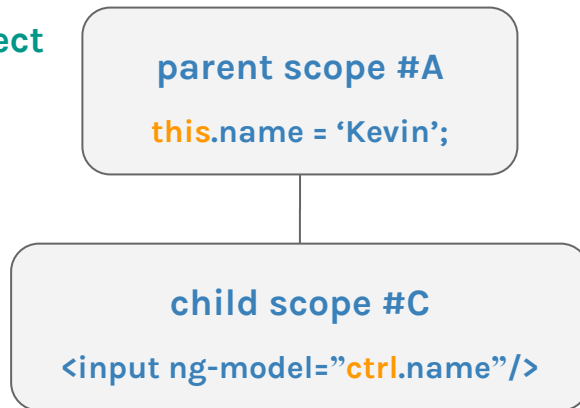 ect
parent scope #A
this.name = ‘Kevin’;
child scope #C
<input ng-model=”ctrl.name”/>